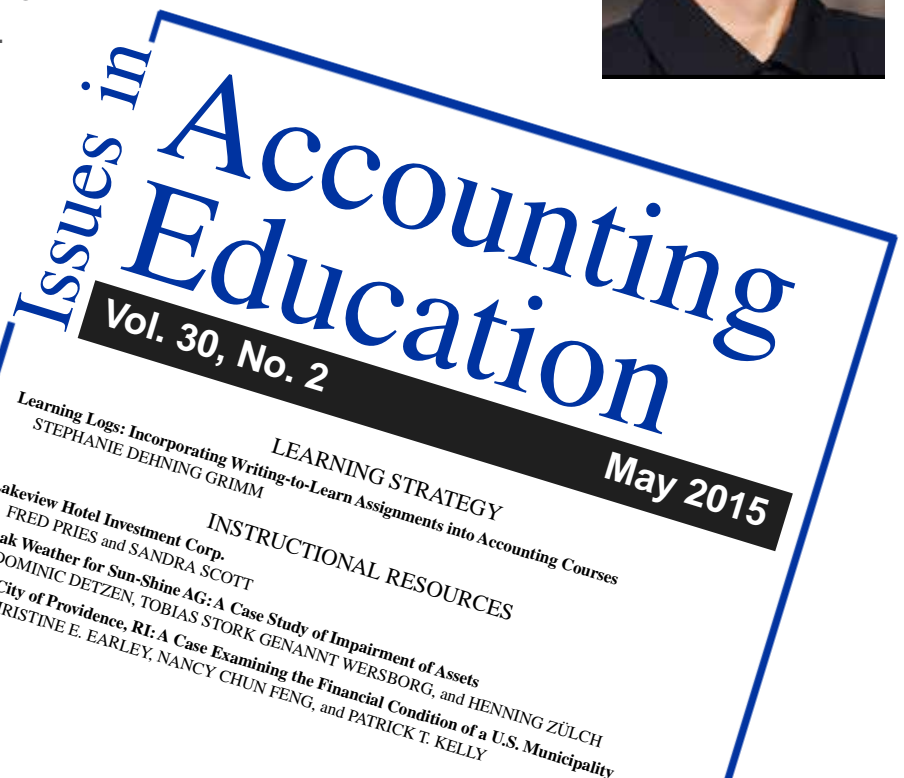 Issues in
Accounting
Education
Vol. 30, No. 2
May 2015
LEARNING STRATEGY
Learning Logs: Incorporating Writing-to-Learn Assignments into Accounting Courses
STEPHANIE DEHNING GRIMM
INSTRUCTIONAL RESOURCES
akeview Hotel Investment Corp.
FRED PRIES and SANDRA SCOTT
ak Weather for Sun-Shine AG: A Case Study of Impairment of Assets
DOMINIC DETZEN, TOBIAS STORK GENANNT WERSBORG, and HENNING ZÜLCH
City of Providence, RI: A Case Examining the Financial Condition of a U.S. Municipality
RISTINE E. EARLEY, NANCY CHUN FENG, and PATRICK T. KELLY